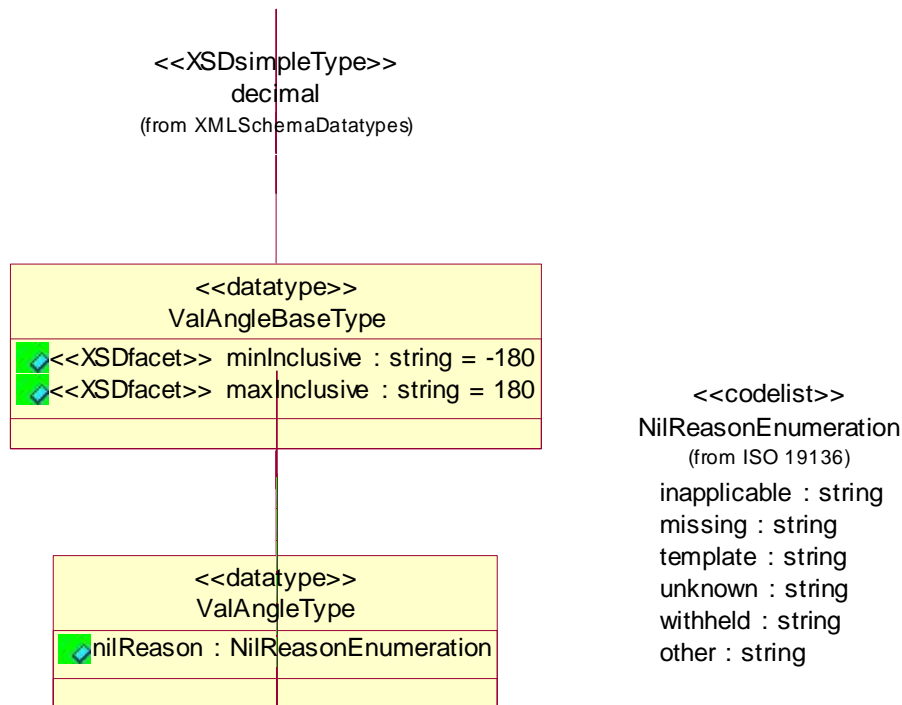 <<XSDsimpleType>>
decimal
(from XMLSchemaDatatypes)
<<datatype>>
ValAngleBaseType
<<XSDfacet>> minInclusive : string = -180
<<XSDfacet>> maxInclusive : string = 180
<<datatype>>
ValAngleType
nilReason : NilReasonEnumeration
<<codelist>>
NilReasonEnumeration
(from ISO 19136)
inapplicable : string
missing : string
template : string
unknown : string
withheld : string
other : string